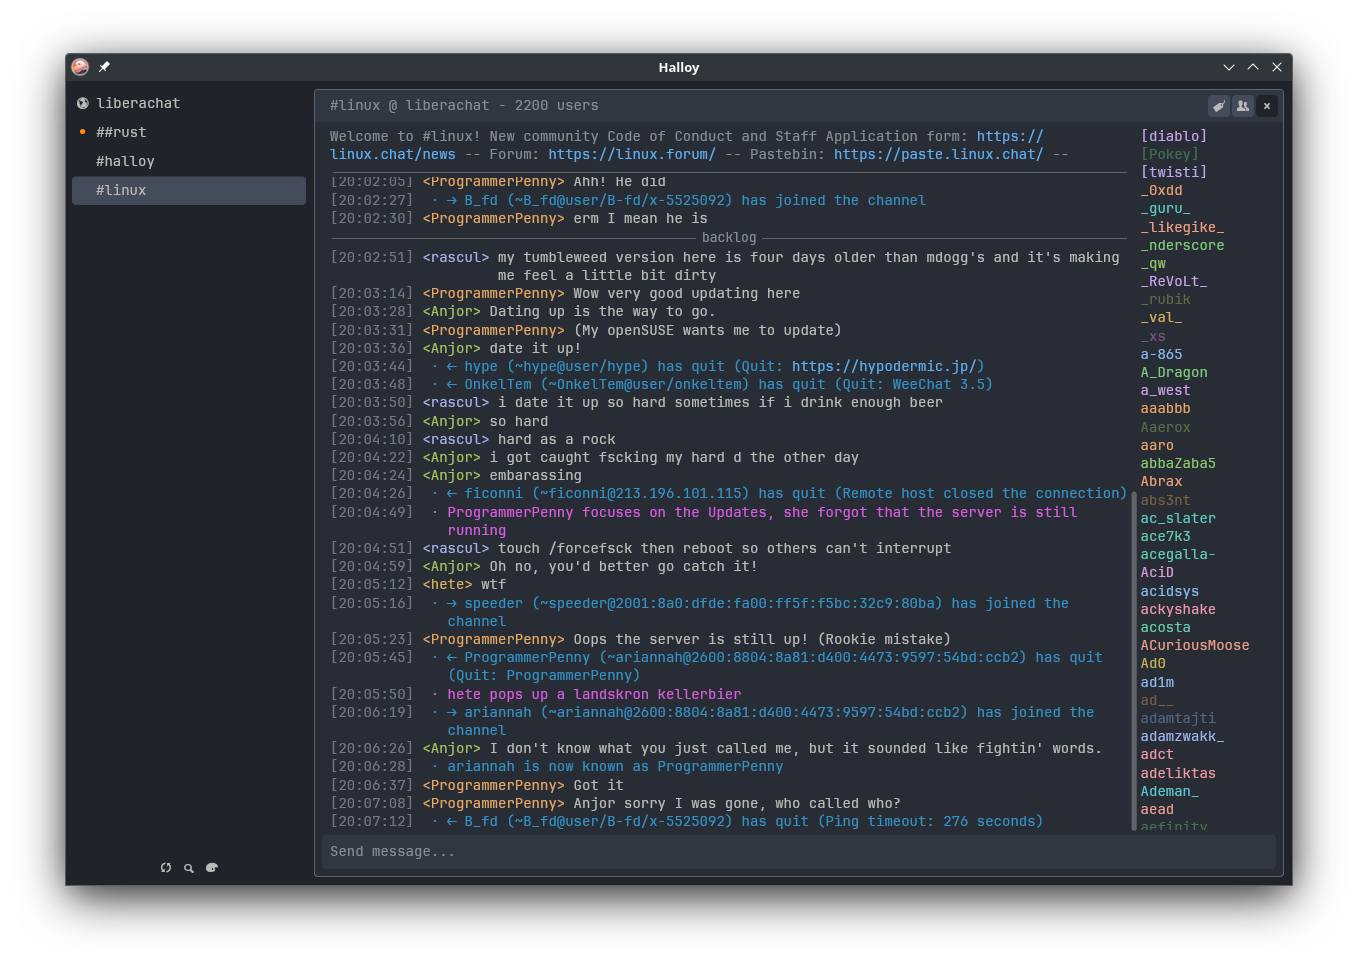 Halloy
liberachat
##rust
#halloy
#linux
#linux @ liberachat - 2200 users
Welcome to #linux! New community Code of Conduct and Staff Application form: https://
linux.chat/news -- Forum: https://linux.forum/ -- Pastebin: https://paste.linux.chat/ --
[20:02:05] <ProgrammerPenny> Ahh! He did
[20:02:27] · → B_fd (~B_fd@user/B-fd/x-5525092) has joined the channel
[20:02:30] <ProgrammerPenny> erm I mean he is
backlog
[20:02:51] <rascul> my tumbleweed version here is four days older than mdogg's and it's making
me feel a little bit dirty
[20:03:14] <ProgrammerPenny> Wow very good updating here
[20:03:28] <Anjor> Dating up is the way to go.
[20:03:31] <ProgrammerPenny> (My openSUSE wants me to update)
[20:03:36] <Anjor> date it up!
[20:03:44] · ← hype (~hype@user/hype) has quit (Quit: https://hypodermic.jp/)
[20:03:48] · ← OnkelTem (~OnkelTem@user/onkeltem) has quit (Quit: WeeChat 3.5)
[20:03:50] <rascul> i date it up so hard sometimes if i drink enough beer
[20:03:56] <Anjor> so hard
[20:04:10] <rascul> hard as a rock
[20:04:22] <Anjor> i got caught fscking my hard d the other day
[20:04:24] <Anjor> embarassing
[20:04:26] · ← ficonni (~ficonni@213.196.101.115) has quit (Remote host closed the connection)
[20:04:49] · ProgrammerPenny focuses on the Updates, she forgot that the server is still
running
[20:04:51] <rascul> touch /forcefsck then reboot so others can't interrupt
[20:04:59] <Anjor> Oh no, you'd better go catch it!
[20:05:12] <hete> wtf
[20:05:16] · → speeder (~speeder@2001:8a0:dfde:fa00:ff5f:f5bc:32c9:80ba) has joined the
channel
[20:05:23] <ProgrammerPenny> Oops the server is still up! (Rookie mistake)
[20:05:45] · ← ProgrammerPenny (~ariannah@2600:8804:8a81:d400:4473:9597:54bd:ccb2) has quit
(Quit: ProgrammerPenny)
[20:05:50] · hete pops up a landskron kellerbier
[20:06:19] · → ariannah (~ariannah@2600:8804:8a81:d400:4473:9597:54bd:ccb2) has joined the
channel
[20:06:26] <Anjor> I don't know what you just called me, but it sounded like fightin' words.
[20:06:28] · ariannah is now known as ProgrammerPenny
[20:06:37] <ProgrammerPenny> Got it
[20:07:08] <ProgrammerPenny> Anjor sorry I was gone, who called who?
[20:07:12] · ← B_fd (~B_fd@user/B-fd/x-5525092) has quit (Ping timeout: 276 seconds)
Send message...
[diablo]
[Pokey]
[twisti]
_0xdd
_guru_
_likegike_
_nderscore
_qw
_ReVoLt_
_rubik
_val_
_xs
a-865
A_Dragon
a_west
aaabbb
Aaerox
aaro
abbaZaba5
Abrax
abs3nt
ac_slater
ace7k3
acegalla-
AciD
acidsys
ackyshake
acosta
ACuriousMoose
Ad0
ad1m
ad__
adamtajti
adamzwakk_
adct
adeliktas
Ademan_
aead
aefinity